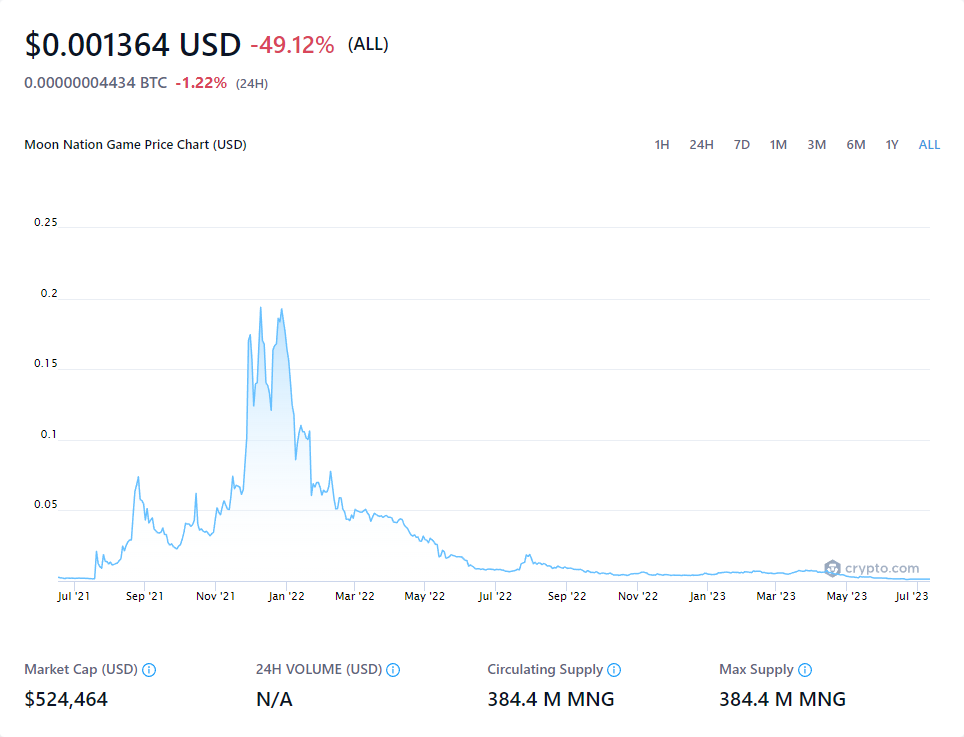 $0.001364 USD -49.12% (ALL)
0.00000004434 BTC -1.22% (24H)
Moon Nation Game Price Chart (USD) 1H 24H 7D 1M 3M 6M 1Y ALL
0.25
0.2
0.15
0.1
0.05
crypto.com
Jul '21 Sep '21 Nov '21 Jan '22 Mar '22 May '22 Jul '22 Sep '22 Nov '22 Jan '23 Mar '23 May '23 Jul '23
Market Cap (USD) 24H VOLUME (USD) Circulating Supply Max Supply
$524,464 N/A 384.4 M MNG 384.4 M MNG